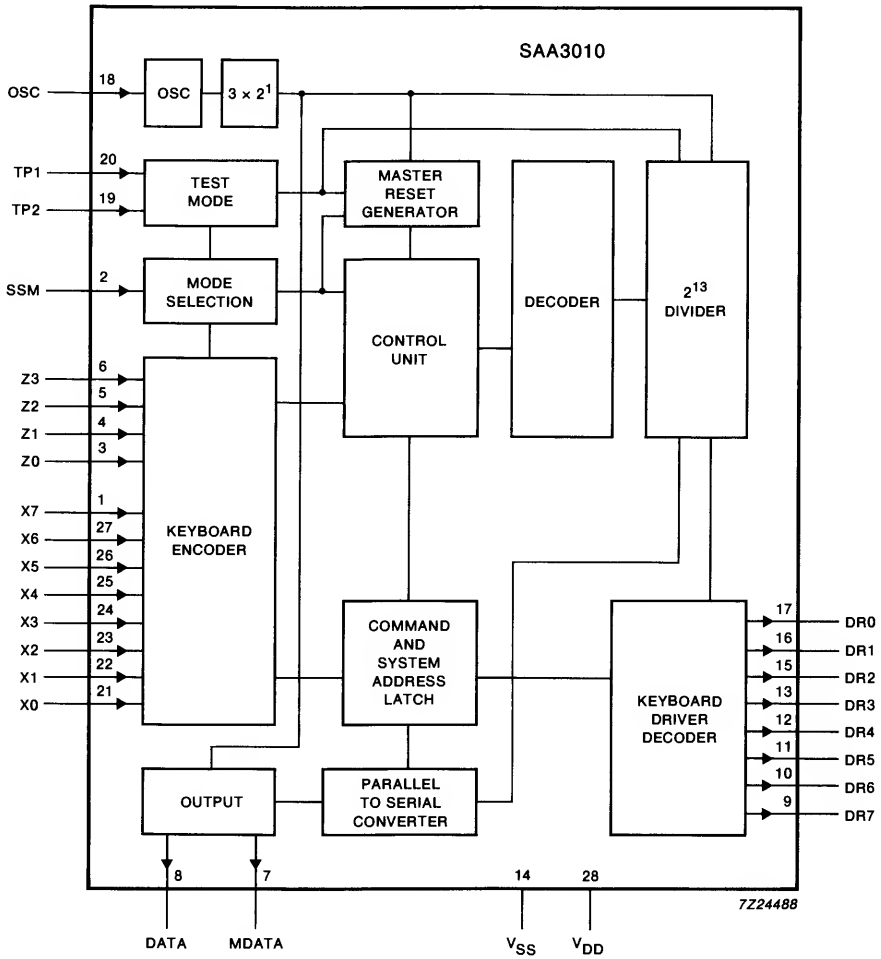 SAA3010
OSC
18
OSC
3 × 2¹
TP1
20
TP2
19
TEST
MODE
MASTER
RESET
GENERATOR
SSM
2
MODE
SELECTION
CONTROL
UNIT
DECODER
2¹³
DIVIDER
Z3
6
Z2
5
Z1
4
Z0
3
X7
1
X6
27
X5
26
X4
25
X3
24
X2
23
X1
22
X0
21
KEYBOARD
ENCODER
COMMAND
AND
SYSTEM
ADDRESS
LATCH
KEYBOARD
DRIVER
DECODER
17
DR0
16
DR1
15
DR2
13
DR3
12
DR4
11
DR5
10
DR6
9
DR7
OUTPUT
PARALLEL
TO SERIAL
CONVERTER
8
7
14
28
7Z24488
DATA
MDATA
VSS
VDD